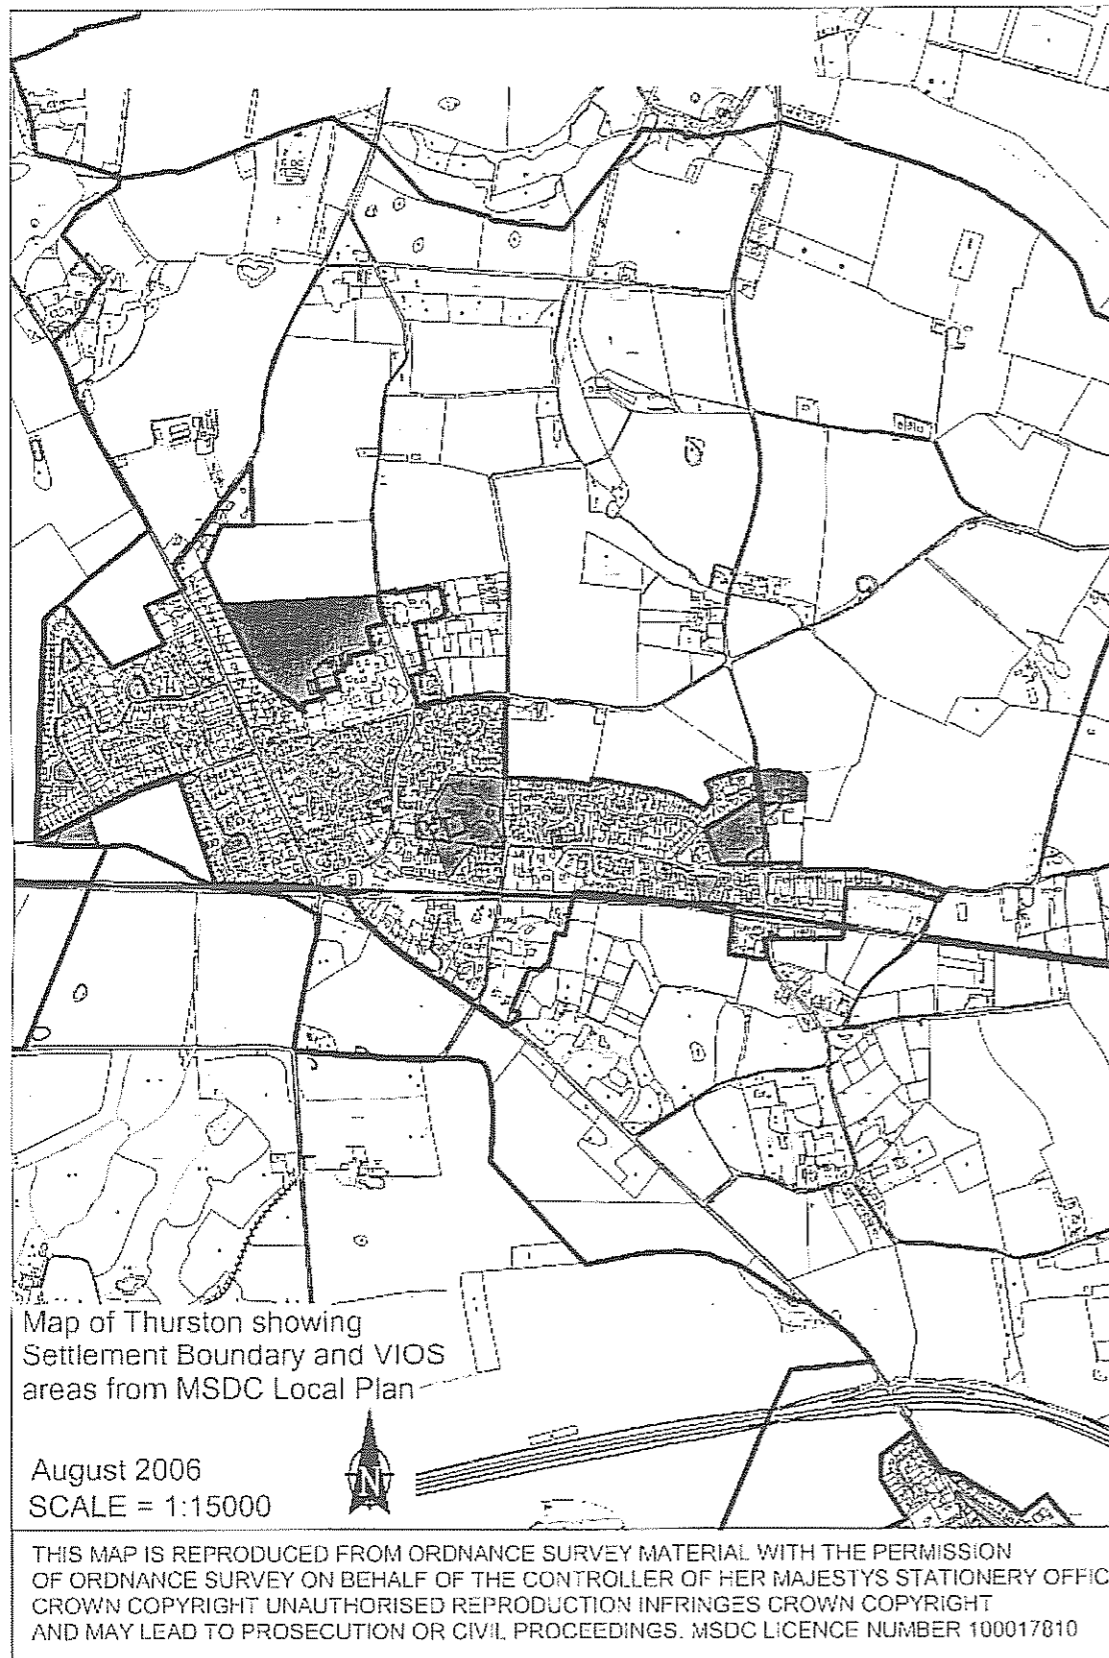 Map of Thurston showing
Settlement Boundary and VIOS
areas from MSDC Local Plan
August 2006
SCALE = 1:15000
N
THIS MAP IS REPRODUCED FROM ORDNANCE SURVEY MATERIAL WITH THE PERMISSION
OF ORDNANCE SURVEY ON BEHALF OF THE CONTROLLER OF HER MAJESTYS STATIONERY OFFIC
CROWN COPYRIGHT UNAUTHORISED REPRODUCTION INFRINGES CROWN COPYRIGHT
AND MAY LEAD TO PROSECUTION OR CIVIL PROCEEDINGS. MSDC LICENCE NUMBER 100017810